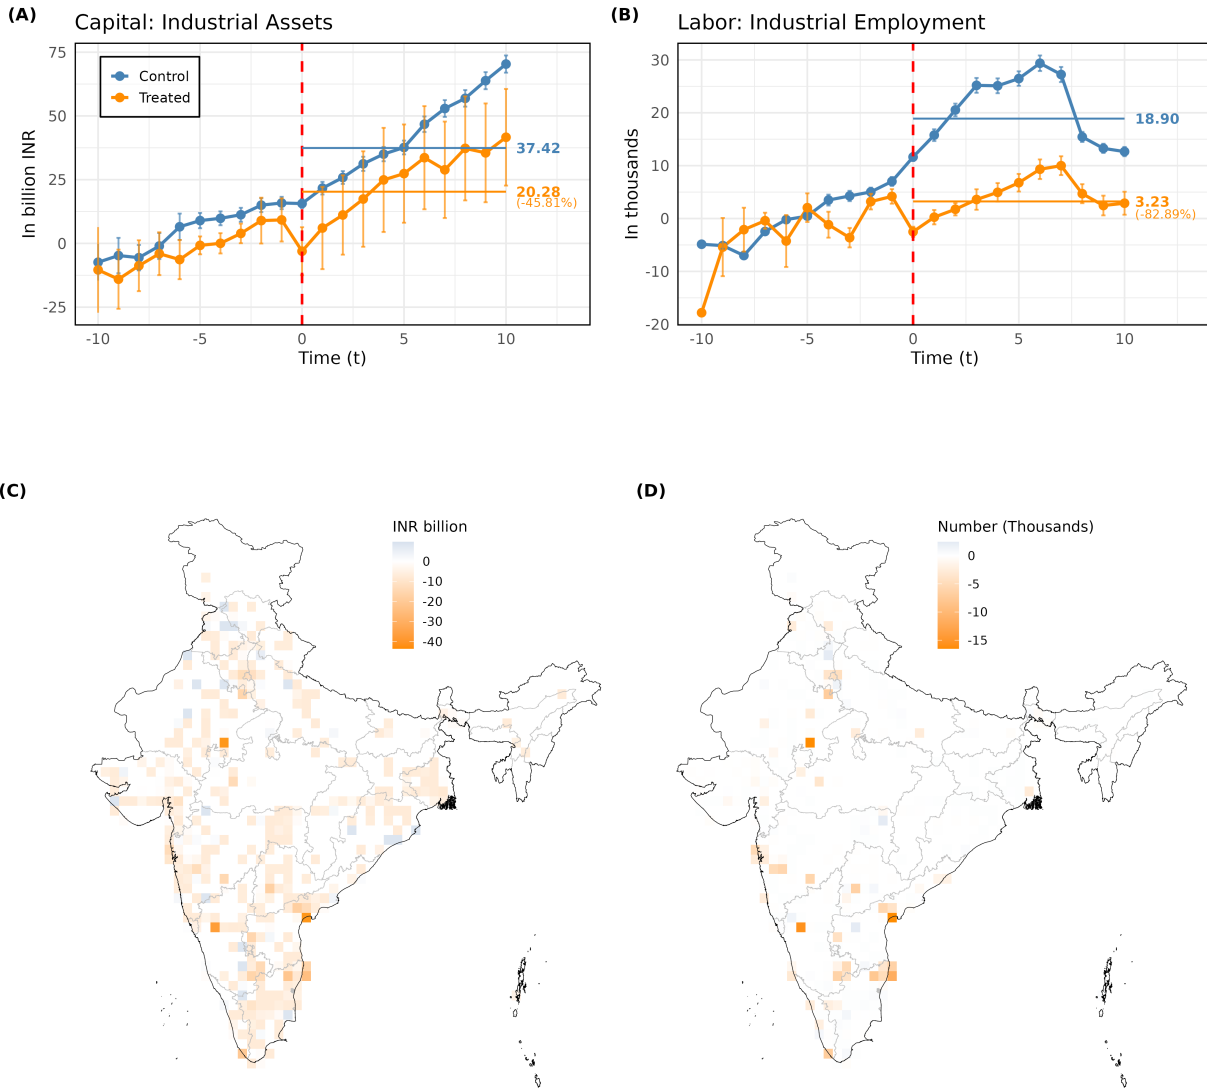 (A)
Capital: Industrial Assets
75
50
25
0
-25
In billion INR
Control
Treated
37.42
20.28
(-45.81%)
-10
-5
0
5
10
Time (t)
(B)
Labor: Industrial Employment
30
20
10
0
-10
-20
In thousands
18.90
3.23
(-82.89%)
-10
-5
0
5
10
Time (t)
(C)
INR billion
0
-10
-20
-30
-40
(D)
Number (Thousands)
0
-5
-10
-15